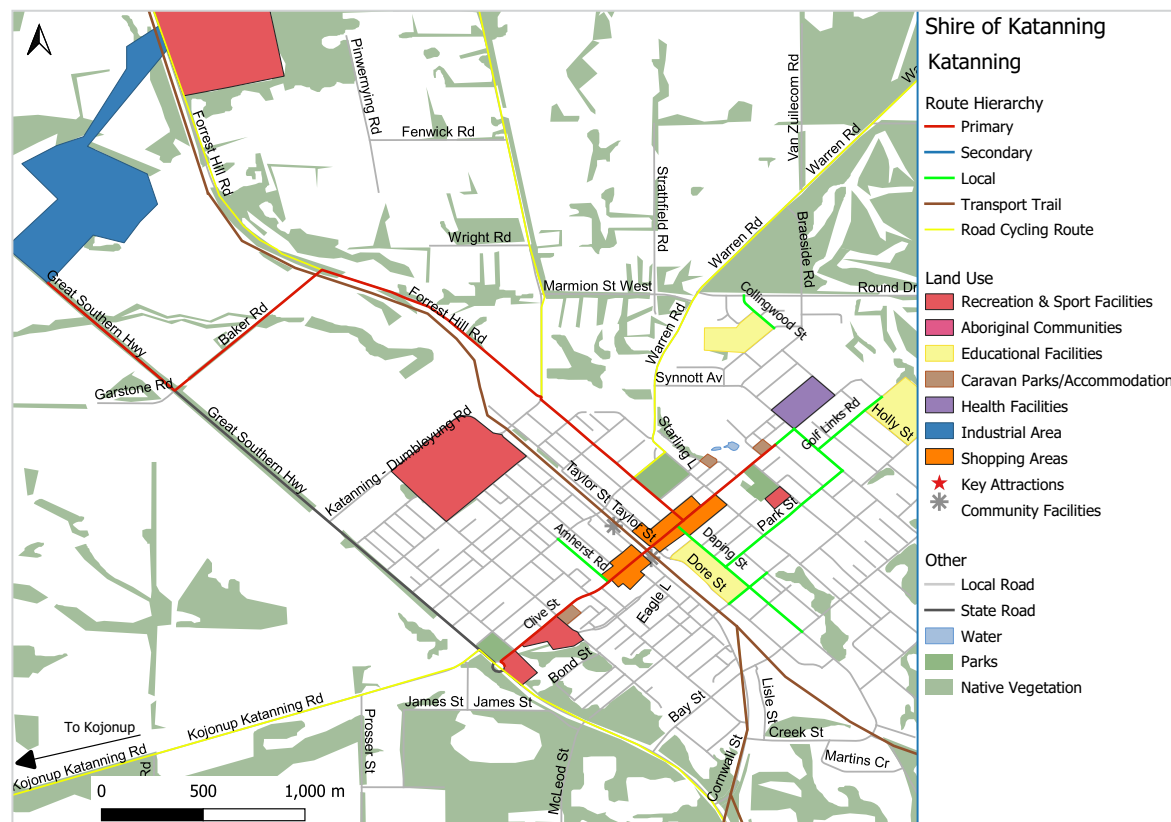 Pinwernying Rd
Fenwick Rd
Forrest Hill Rd
Wright Rd
Strathfield Rd
Van Zuilecom Rd
Warren Rd
Wa
Warren Rd
Braeside Rd
Round Dr
Marmion St West
Collingwood St
Warren Rd
Synnott Av
Great Southern Hwy
Baker Rd
Forrest Hill Rd
Garstone Rd
Great Southern Hwy
Katanning - Dumbleyung Rd
Starling L
Golf Links Rd
Holly St
Taylor St
Taylor St
Park St
Daping St
Dore St
Amherst Rd
Eagle L
Clive St
Bond St
James St
James St
Bay St
Lisle St
Creek St
Martins Cr
Cornwall St
McLeod St
Prosser St
Kojonup Katanning Rd
To Kojonup
Kojonup Katanning Rd
Rd
0 500 1,000 m
Shire of Katanning
Katanning
Route Hierarchy
Primary
Secondary
Local
Transport Trail
Road Cycling Route
Land Use
Recreation & Sport Facilities
Aboriginal Communities
Educational Facilities
Caravan Parks/Accommodation
Health Facilities
Industrial Area
Shopping Areas
Key Attractions
Community Facilities
Other
Local Road
State Road
Water
Parks
Native Vegetation